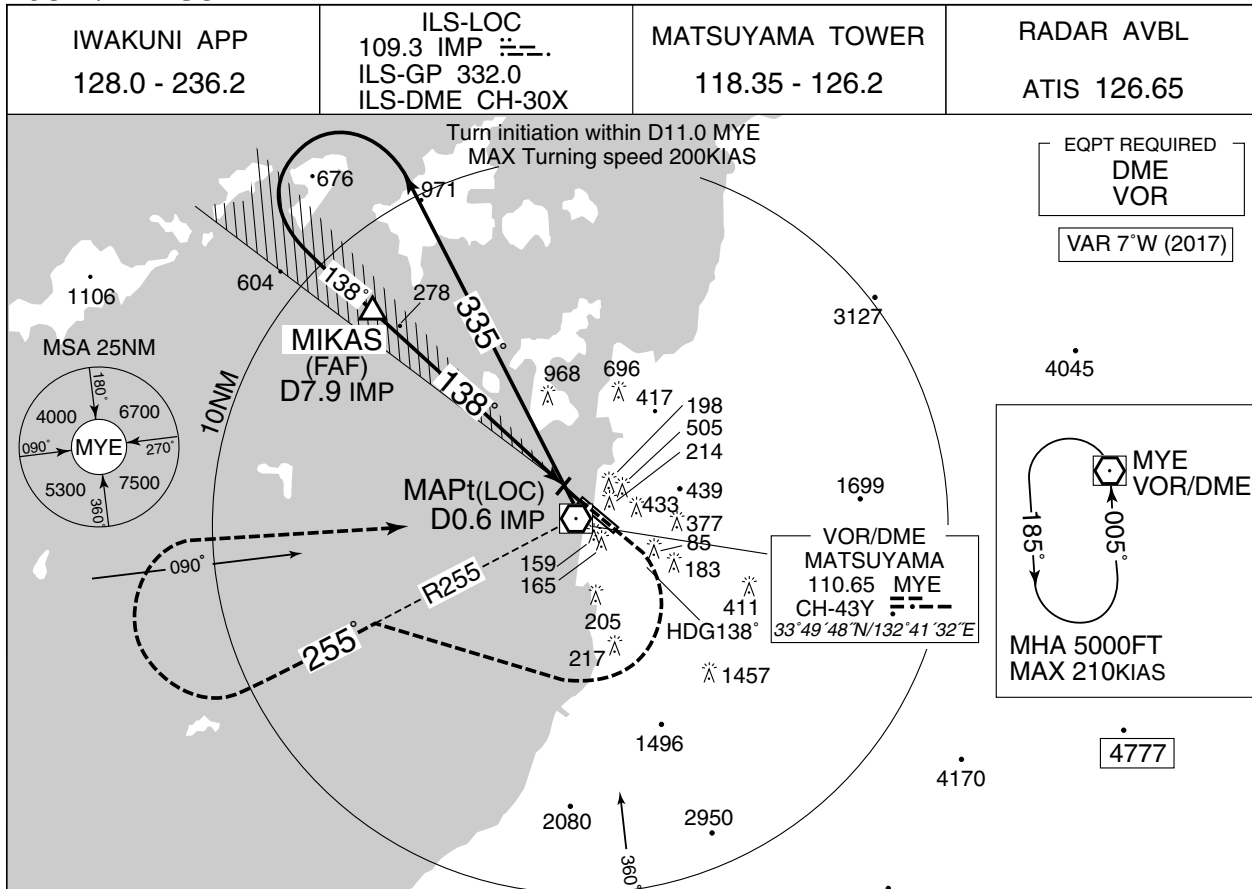 IWAKUNI APP
128.0 - 236.2
ILS-LOC
109.3 IMP
ILS-GP 332.0
ILS-DME CH-30X
MATSUYAMA TOWER
118.35 - 126.2
RADAR AVBL
ATIS 126.65
Turn initiation within D11.0 MYE
MAX Turning speed 200KIAS
EQPT REQUIRED
DME
VOR
VAR 7°W (2017)
676
971
604
138°
278
335°
1106
3127
4045
MIKAS
(FAF)
D7.9 IMP
138°
MSA 25NM
180°
4000
6700
090°
MYE
270°
5300
7500
360°
10NM
968
696
417
198
505
214
439
433
377
85
183
411
1699
MAPt(LOC)
D0.6 IMP
159
165
205
217
HDG138°
1457
VOR/DME
MATSUYAMA
110.65 MYE
CH-43Y
33°49´48˝N/132°41´32˝E
MYE
VOR/DME
185°
005°
MHA 5000FT
MAX 210KIAS
090°
R255
255°
1496
4777
4170
2080
2950
360°